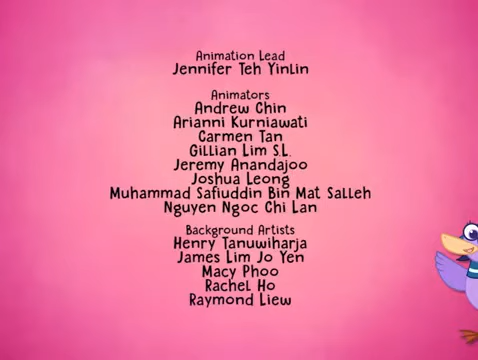 Animation Lead
Jennifer Teh Yinlin
Animators
Andrew Chin
Arianni Kurniawati
Carmen Tan
Gillian Lim S.L.
Jeremy Anandajoo
Joshua Leong
Muhammad Safiuddin Bin Mat Salleh
Nguyen Ngoc Chi Lan
Background Artists
Henry Tanuwiharja
James Lim Jo Yen
Macy Phoo
Rachel Ho
Raymond Liew